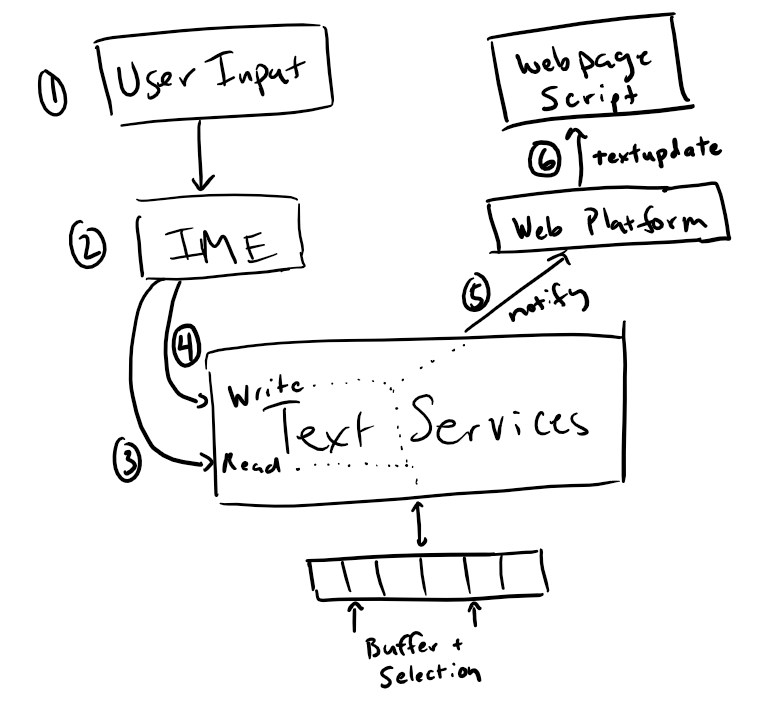 ① User Input
Webpage
Script
⑥ textupdate
② IME
Web Platform
⑤ notify
④
Write
Text Services
③ Read
Buffer +
Selection